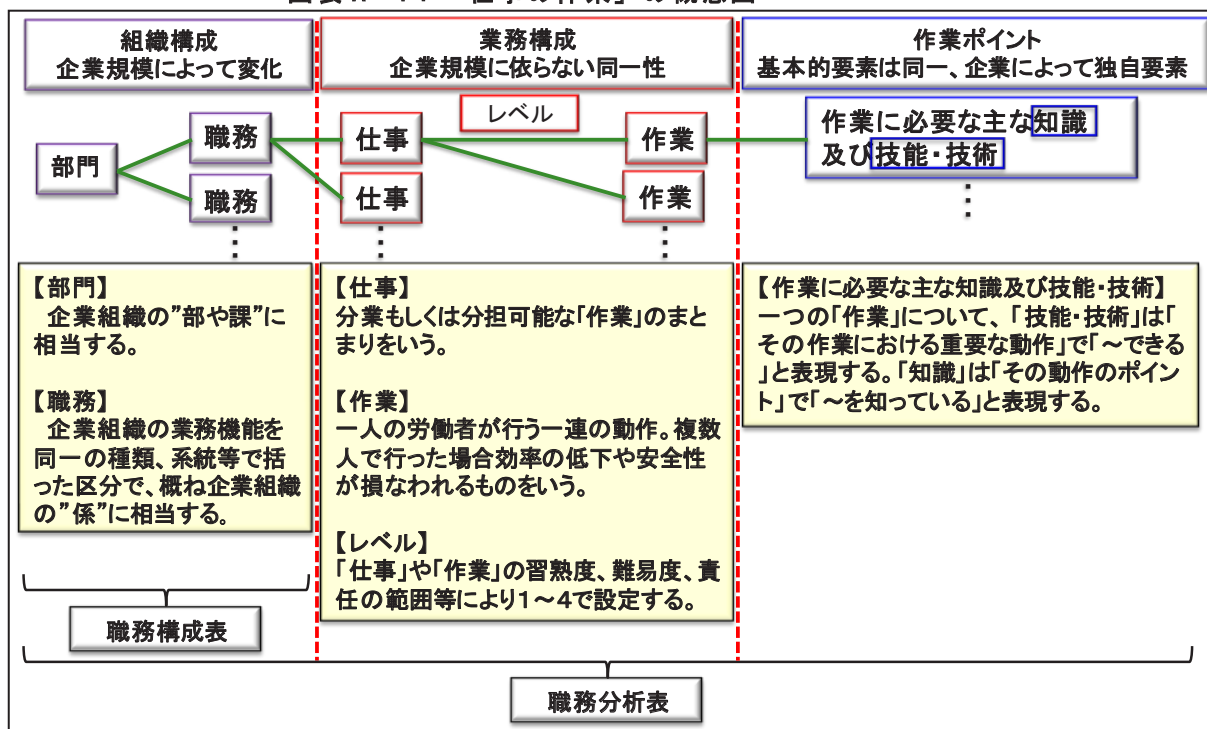 組織構成
企業規模によって変化
業務構成
企業規模に依らない同一性
作業ポイント
基本的要素は同一、企業によって独自要素
レベル
部門
職務
職務
仕事
仕事
作業
作業
作業に必要な主な知識
及び技能・技術
【部門】
企業組織の”部や課”に
相当する。
【職務】
企業組織の業務機能を
同一の種類、系統等で括
った区分で、概ね企業組織
の”係”に相当する。
【仕事】
分業もしくは分担可能な「作業」のまと
まりをいう。
【作業】
一人の労働者が行う一連の動作。複数
人で行った場合効率の低下や安全性
が損なわれるものをいう。
【レベル】
「仕事」や「作業」の習熟度、難易度、責
任の範囲等により1～4で設定する。
【作業に必要な主な知識及び技能・技術】
一つの「作業」について、「技能・技術」は「
その作業における重要な動作」で「～できる
」と表現する。「知識」は「その動作のポイン
ト」で「～を知っている」と表現する。
職務構成表
職務分析表